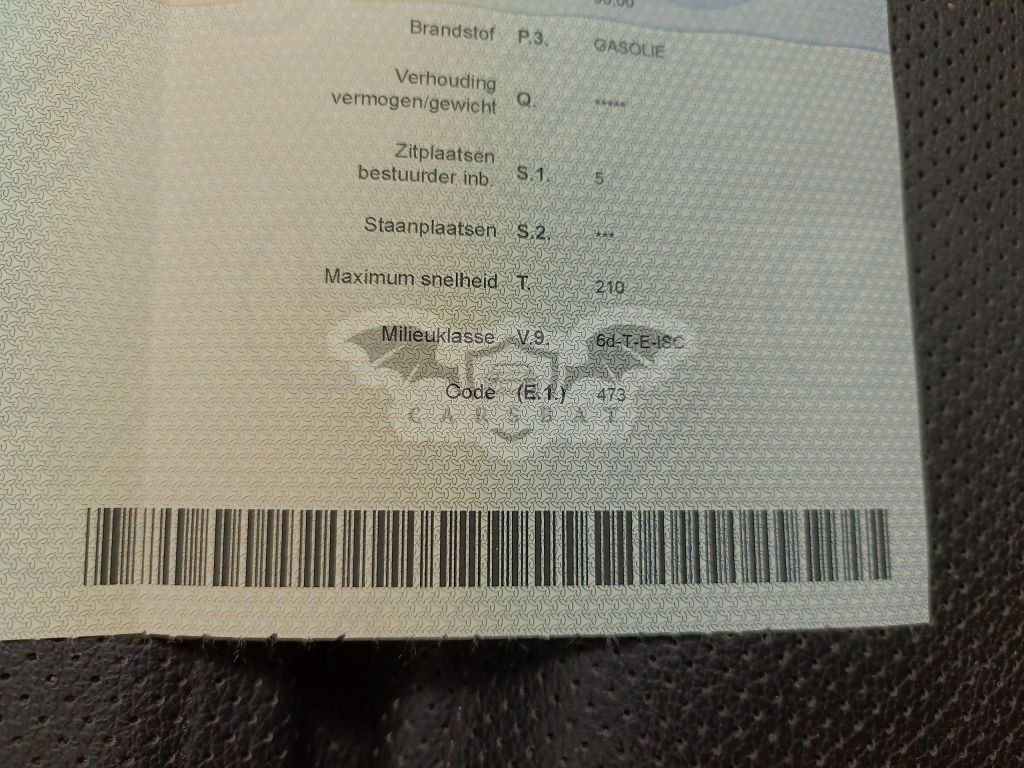 Brandstof P.3. GASOLIE
Verhouding
vermogen/gewicht Q. *****
Zitplaatsen
bestuurder inb. S.1. 5
Staanplaatsen S.2. ***
Maximum snelheid T. 210
Milieuklasse V.9. 6d-T-E-ISC
Code (E.1.) 473
CARSBAT